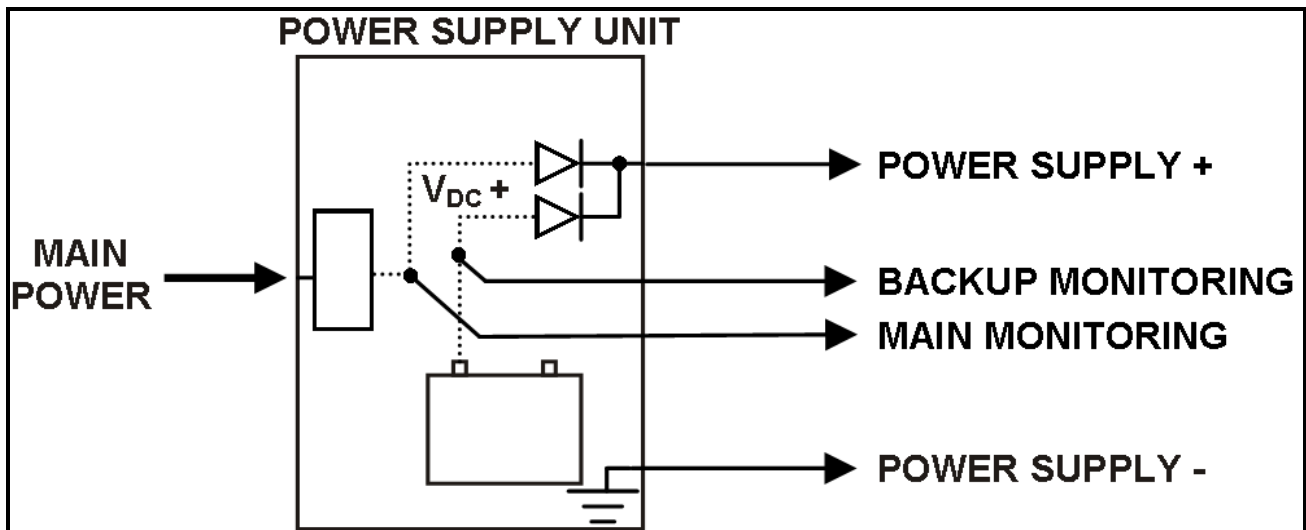 POWER SUPPLY UNIT
POWER SUPPLY +
VDC +
MAIN
POWER
BACKUP MONITORING
MAIN MONITORING
POWER SUPPLY -